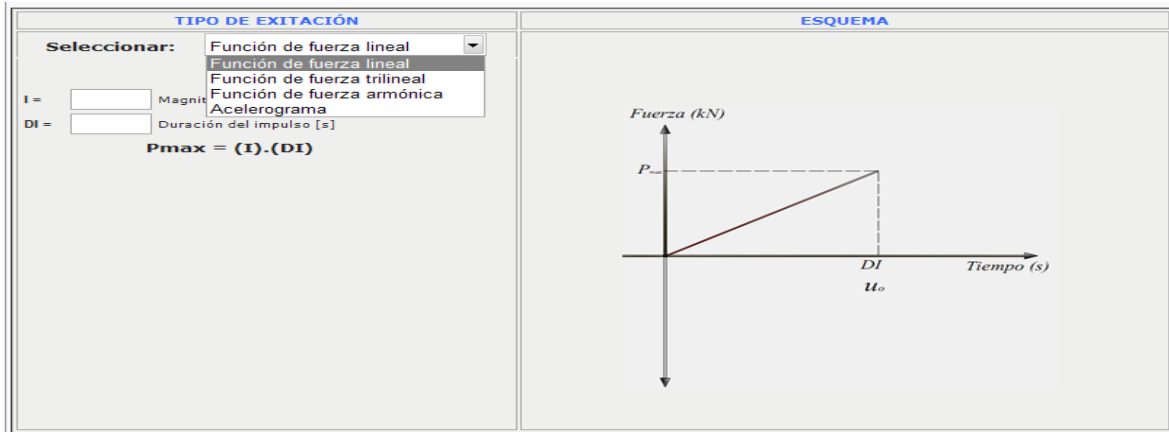 TIPO DE EXITACIÓN
Seleccionar: Función de fuerza lineal
Función de fuerza lineal
Función de fuerza trilineal
Función de fuerza armónica
Acelerograma
I = Magnit
DI = Duración del impulso [s]
Pmax = (I).(DI)
ESQUEMA
Fuerza (kN)
P
DI
Tiempo (s)
uo